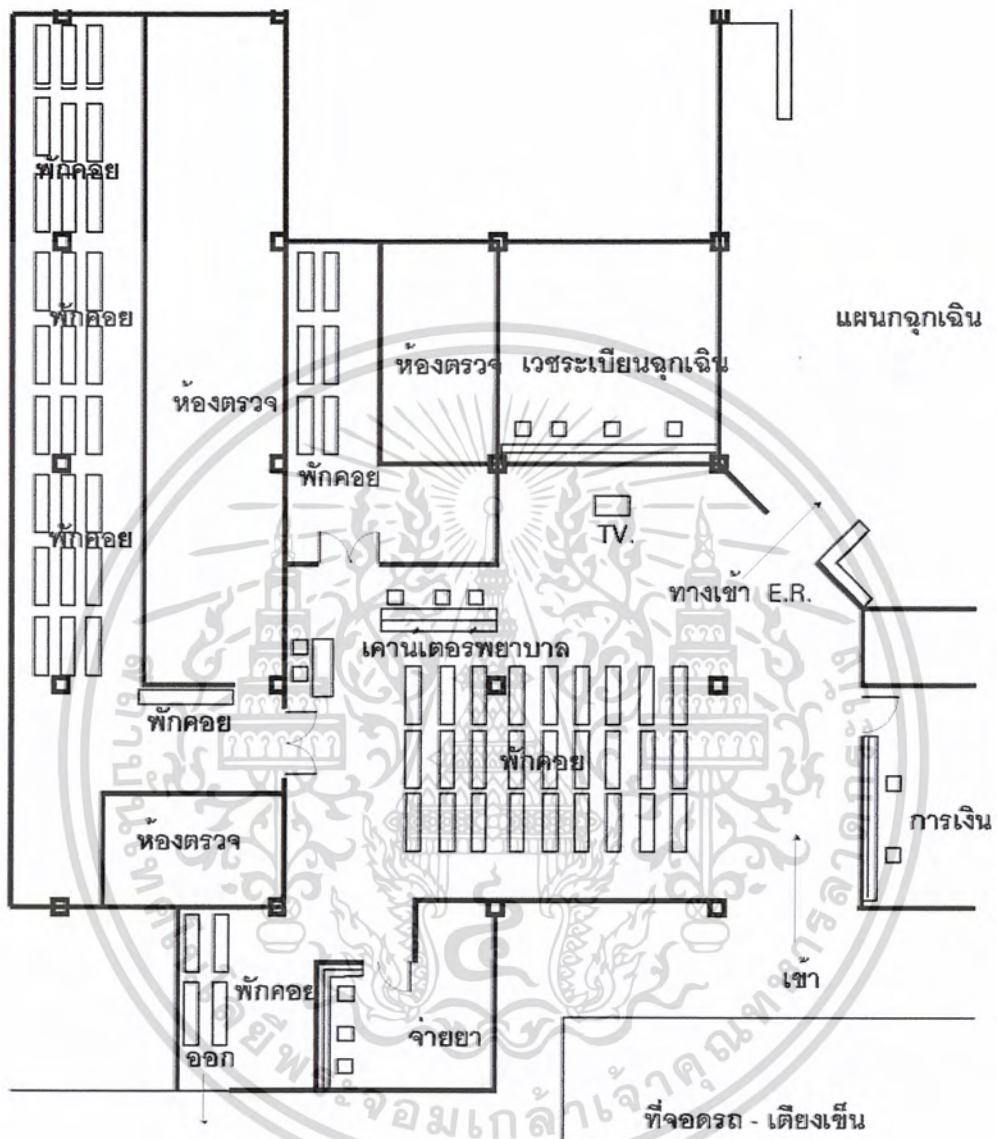 พักคอย
พักคอย
แผนกฉุกเฉิน
ห้องตรวจ
เวชระเบียนฉุกเฉิน
ห้องตรวจ
พักคอย
TV.
พักคอย
ทางเข้า E.R.
เคานเตอรพยาบาล
พักคอย
พักคอย
การเงิน
ห้องตรวจ
เข้า
พักคอย
จ่ายยา
ออก
ที่จอดรถ - เตียงเข็น